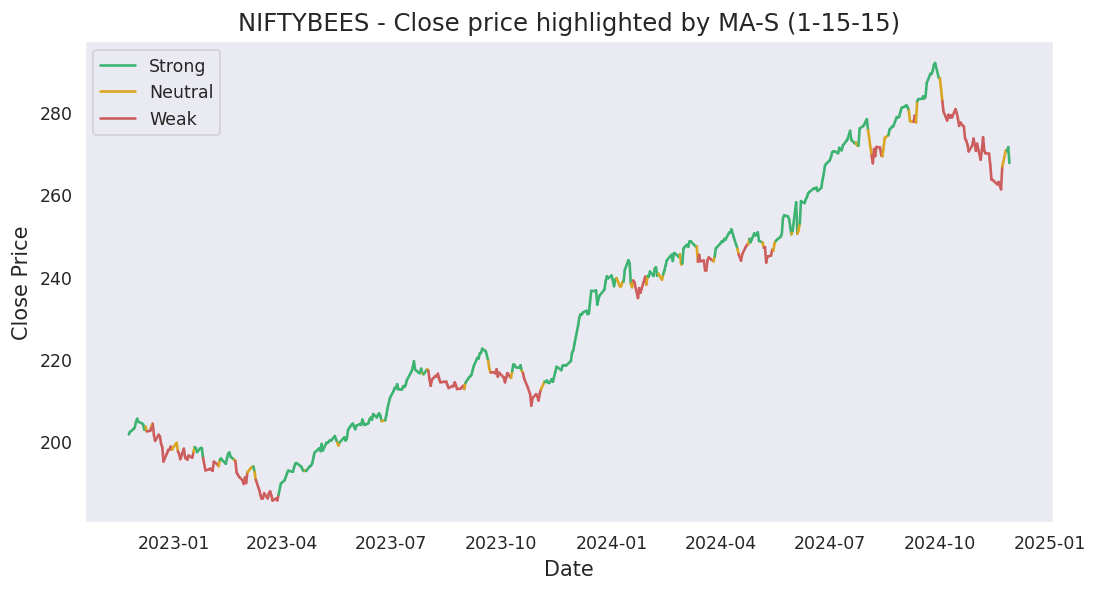 NIFTYBEES - Close price highlighted by MA-S (1-15-15)
Strong
Neutral
Weak
Close Price
280
260
240
220
200
2023-01 2023-04 2023-07 2023-10 2024-01 2024-04 2024-07 2024-10 2025-01
Date